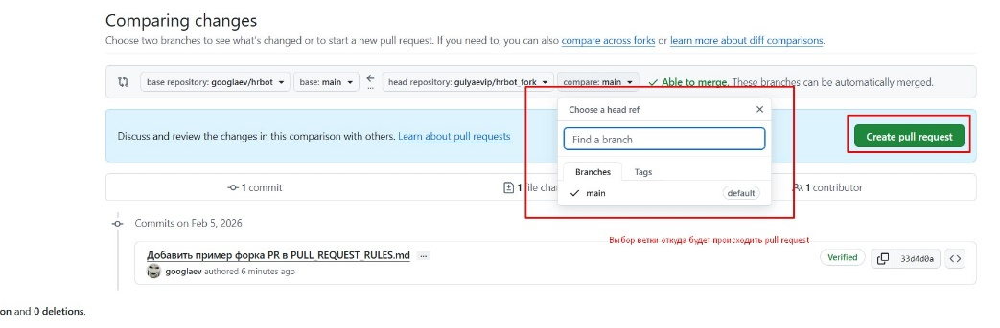 Comparing changes
Choose two branches to see what's changed or to start a new pull request. If you need to, you can also compare across forks or learn more about diff comparisons.
base repository: googlaev/hrbot base: main ← ... head repository: gulyaevip/hrbot_fork compare: main ✓ Able to merge. These branches can be automatically merged.
Choose a head ref
Find a branch
Branches Tags
✓ main default
Discuss and review the changes in this comparison with others. Learn about pull requests
Create pull request
1 commit
1 file
1 contributor
Commits on Feb 5, 2026
Выбор ветки откуда будет происходить pull request
Добавить пример форка PR в PULL_REQUEST_RULES.md ...
googlaev authored 6 minutes ago
Verified 33d4d0a <>
on and 0 deletions.